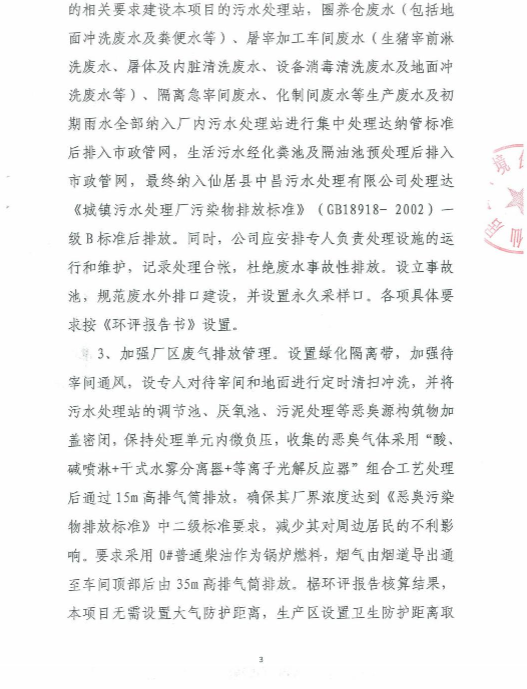 的相关要求建设本项目的污水处理站，圈养仓废水（包括地
面冲洗废水及粪便水等）、屠宰加工车间废水（生猪宰前淋
洗废水、屠体及内脏清洗废水、设备消毒清洗废水及地面冲
洗废水等）、隔离急宰间废水、化制间废水等生产废水及初
期雨水全部纳入厂内污水处理站进行集中处理达纳管标准
后排入市政管网，生活污水经化粪池及隔油池预处理后排入
市政管网，最终纳入仙居县中昌污水处理有限公司处理达
《城镇污水处理厂污染物排放标准》（GB18918- 2002）一
级 B 标准后排放。同时，公司应安排专人负责处理设施的运
行和维护，记录处理台帐，杜绝废水事故性排放。设立事故
池，规范废水外排口建设，并设置永久采样口。各项具体要
求按《环评报告书》设置。
3、加强厂区废气排放管理。设置绿化隔离带，加强待
宰间通风，设专人对待宰间和地面进行定时清扫冲洗，并将
污水处理站的调节池、厌氧池、污泥处理等恶臭源构筑物加
盖密闭，保持处理单元内微负压，收集的恶臭气体采用“酸、
碱喷淋+干式水雾分离器+等离子光解反应器”组合工艺处理
后通过 15m 高排气筒排放，确保其厂界浓度达到《恶臭污染
物排放标准》中二级标准要求，减少其对周边居民的不利影
响。要求采用 0#普通柴油作为锅炉燃料，烟气由烟道导出通
至车间顶部后由 35m 高排气筒排放。根环评报告核算结果，
本项目无需设置大气防护距离，生产区设置卫生防护距离取
3
境
仙